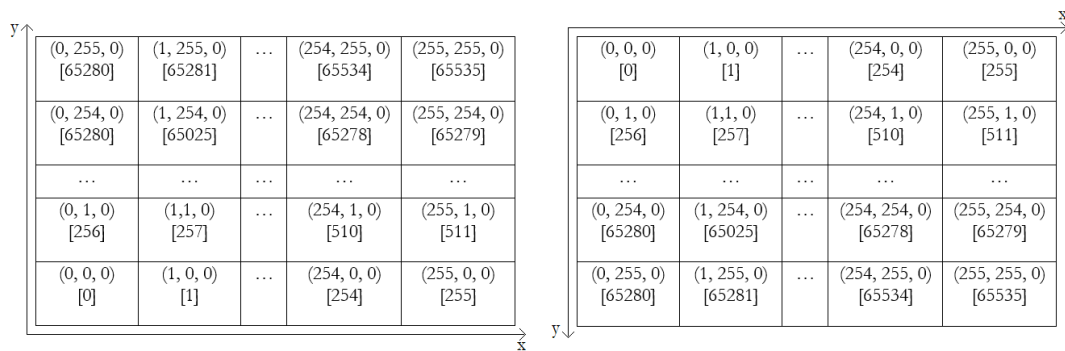 y
(0, 255, 0) (1, 255, 0) … (254, 255, 0) (255, 255, 0)
[65280] [65281] [65534] [65535]
(0, 254, 0) (1, 254, 0) … (254, 254, 0) (255, 254, 0)
[65280] [65025] [65278] [65279]
… … … … …
(0, 1, 0) (1,1, 0) … (254, 1, 0) (255, 1, 0)
[256] [257] [510] [511]
(0, 0, 0) (1, 0, 0) … (254, 0, 0) (255, 0, 0)
[0] [1] [254] [255]
x
x
(0, 0, 0) (1, 0, 0) … (254, 0, 0) (255, 0, 0)
[0] [1] [254] [255]
(0, 1, 0) (1,1, 0) … (254, 1, 0) (255, 1, 0)
[256] [257] [510] [511]
… … … … …
(0, 254, 0) (1, 254, 0) … (254, 254, 0) (255, 254, 0)
[65280] [65025] [65278] [65279]
(0, 255, 0) (1, 255, 0) … (254, 255, 0) (255, 255, 0)
[65280] [65281] [65534] [65535]
y